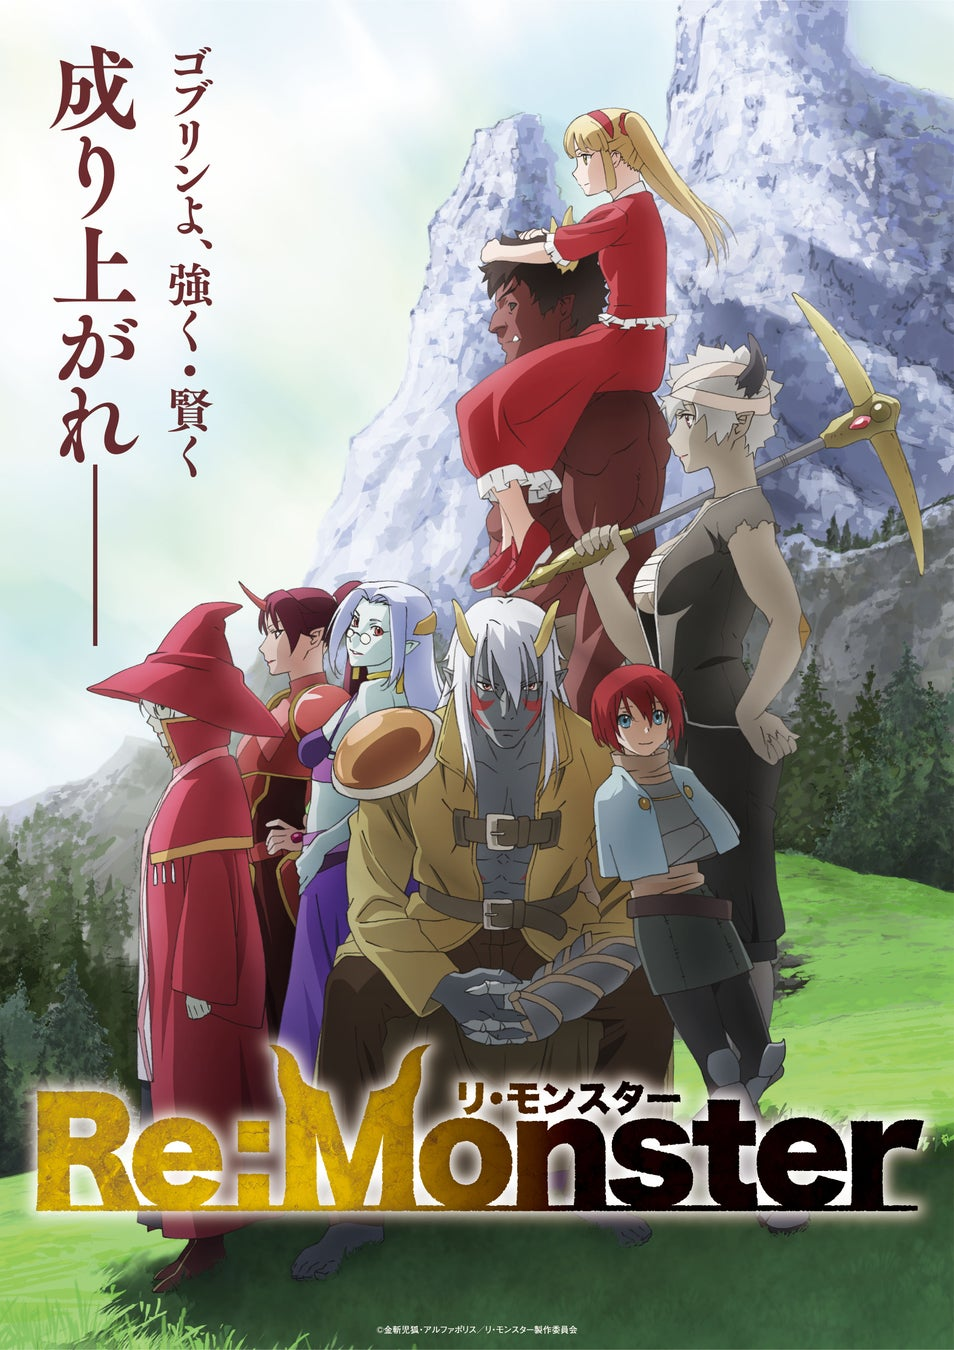 ゴブリンよ、強く・賢く
成り上がれ――
リ・モンスター
Re:Monster
©金斬児狐・アルファポリス／リ・モンスター製作委員会